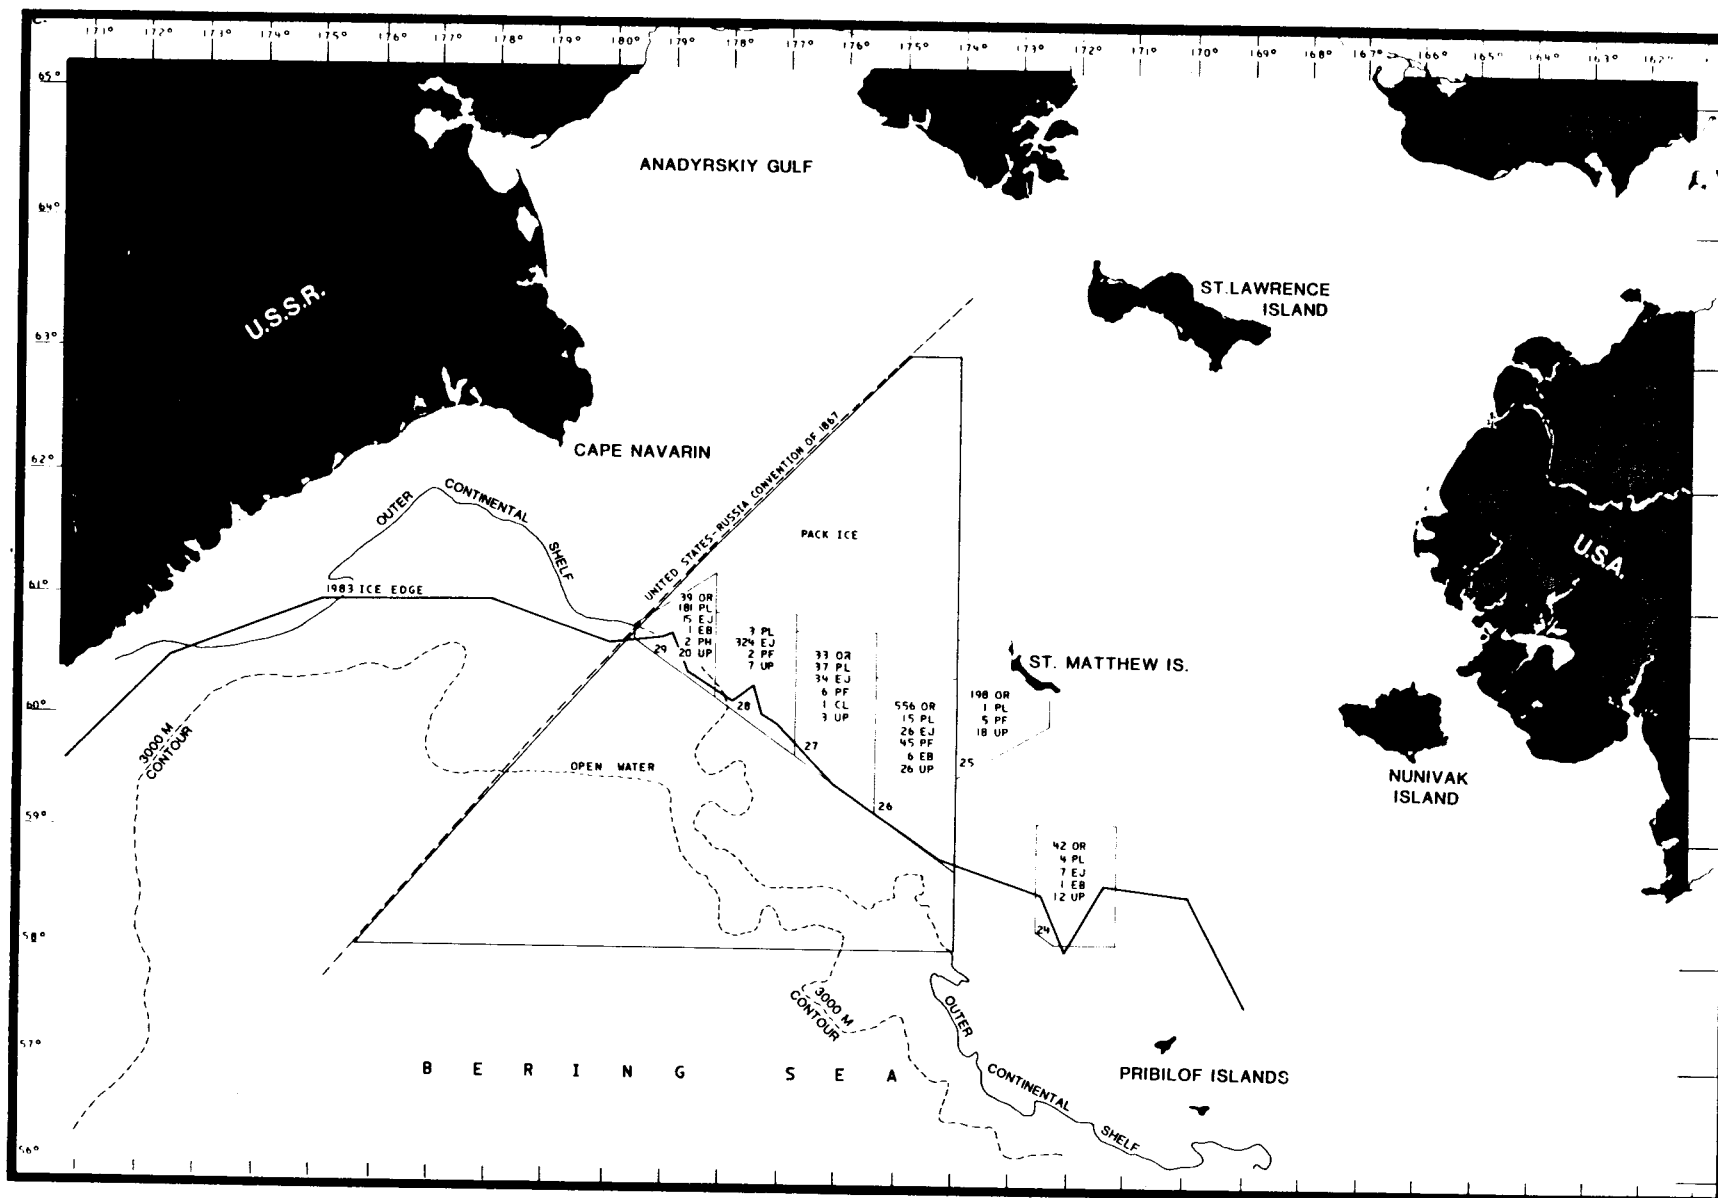 171° 172° 173° 174° 175° 176° 177° 178° 179° 180° 179° 178° 177° 176° 175° 174° 173° 172° 171° 170° 169° 168° 167° 166° 165° 164° 163° 162°
65°
ANADYRSKIY GULF
64°
U.S.S.R.
ST.LAWRENCE
ISLAND
63°
UNITED STATES-RUSSIA CONVENTION OF 1867
CAPE NAVARIN
62°
OUTER
CONTINENTAL
SHELF
PACK ICE
U.S.A.
61°
1983 ICE EDGE
39 OR
181 PL
15 EJ
1 EB
2 PH
20 UP
29
3 PL
324 EJ
2 PF
7 UP
28
33 OR
37 PL
34 EJ
6 PF
1 CL
3 UP
27
556 OR
15 PL
26 EJ
45 PF
6 EB
26 UP
26
198 OR
1 PL
5 PF
18 UP
25
ST. MATTHEW IS.
60°
3000 M
CONTOUR
OPEN WATER
NUNIVAK
ISLAND
59°
42 OR
4 PL
7 EJ
1 EB
12 UP
24
58°
3000 M
CONTOUR
OUTER
CONTINENTAL
SHELF
57°
BERING SEA
PRIBILOF ISLANDS
56°